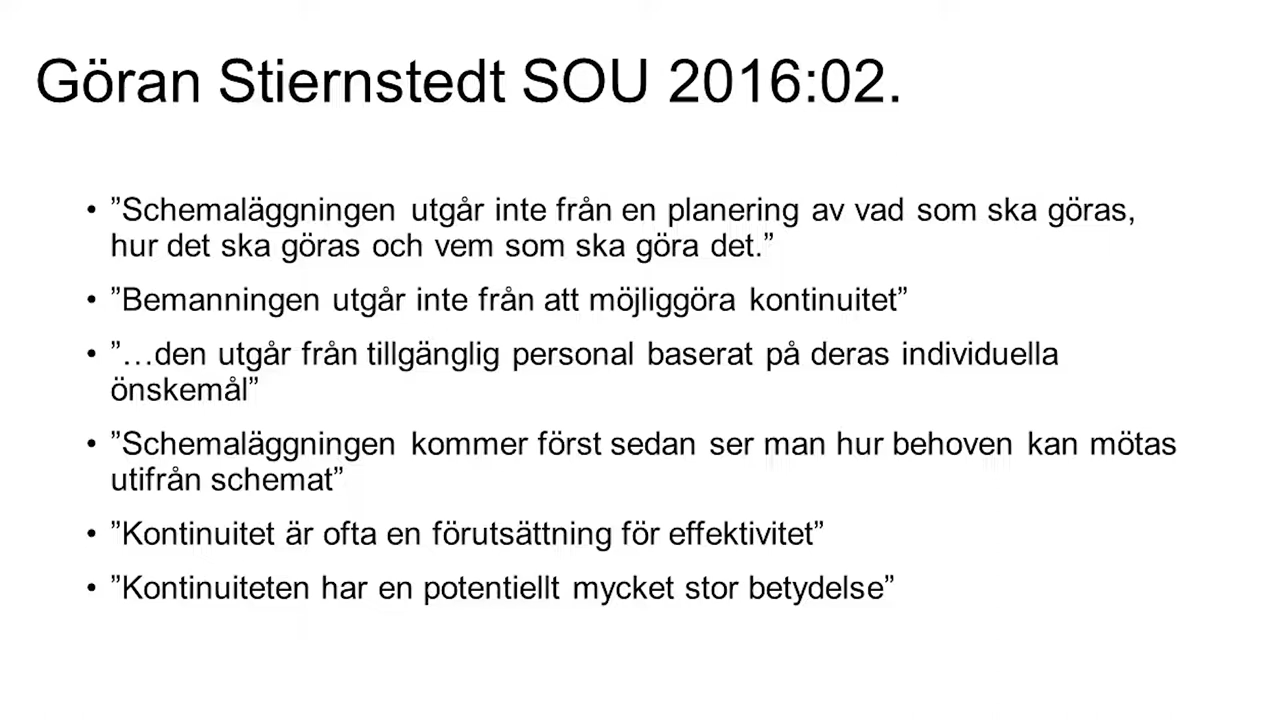 Göran Stiernstedt SOU 2016:02.
• ”Schemaläggningen utgår inte från en planering av vad som ska göras,
hur det ska göras och vem som ska göra det.”
• ”Bemanningen utgår inte från att möjliggöra kontinuitet”
• ”…den utgår från tillgänglig personal baserat på deras individuella
önskemål”
• ”Schemaläggningen kommer först sedan ser man hur behoven kan mötas
utifrån schemat”
• ”Kontinuitet är ofta en förutsättning för effektivitet”
• ”Kontinuiteten har en potentiellt mycket stor betydelse”